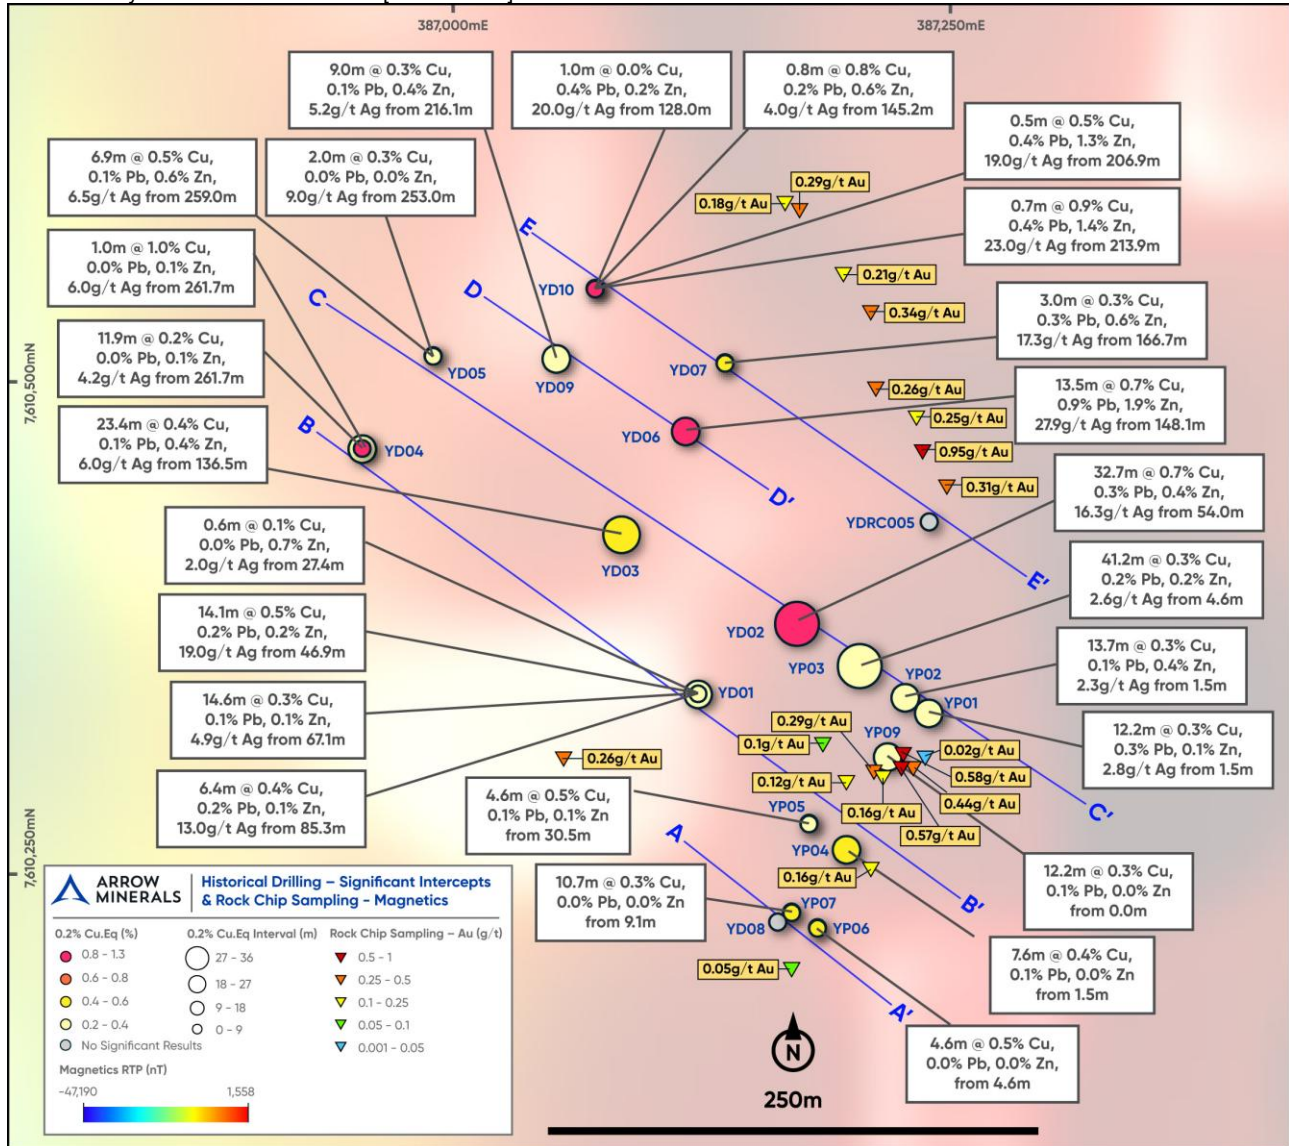 387,000mE
387,250mE
9.0m @ 0.3% Cu,
0.1% Pb, 0.4% Zn,
5.2g/t Ag from 216.1m
1.0m @ 0.0% Cu,
0.4% Pb, 0.2% Zn,
20.0g/t Ag from 128.0m
0.8m @ 0.8% Cu,
0.2% Pb, 0.6% Zn,
4.0g/t Ag from 145.2m
0.5m @ 0.5% Cu,
0.4% Pb, 1.3% Zn,
19.0g/t Ag from 206.9m
6.9m @ 0.5% Cu,
0.1% Pb, 0.6% Zn,
6.5g/t Ag from 259.0m
2.0m @ 0.3% Cu,
0.0% Pb, 0.0% Zn,
9.0g/t Ag from 253.0m
0.29g/t Au
0.18g/t Au
0.7m @ 0.9% Cu,
0.4% Pb, 1.4% Zn,
23.0g/t Ag from 213.9m
1.0m @ 1.0% Cu,
0.0% Pb, 0.1% Zn,
6.0g/t Ag from 261.7m
E
0.21g/t Au
D
YD10
C
0.34g/t Au
3.0m @ 0.3% Cu,
0.3% Pb, 0.6% Zn,
17.3g/t Ag from 166.7m
11.9m @ 0.2% Cu,
0.0% Pb, 0.1% Zn,
4.2g/t Ag from 261.7m
YD05
YD09
YD07
7,610,500mN
0.26g/t Au
13.5m @ 0.7% Cu,
0.9% Pb, 1.9% Zn,
27.9g/t Ag from 148.1m
23.4m @ 0.4% Cu,
0.1% Pb, 0.4% Zn,
6.0g/t Ag from 136.5m
B
0.25g/t Au
YD06
YD04
0.95g/t Au
0.31g/t Au
D'
32.7m @ 0.7% Cu,
0.3% Pb, 0.4% Zn,
16.3g/t Ag from 54.0m
YDRC005
0.6m @ 0.1% Cu,
0.0% Pb, 0.7% Zn,
2.0g/t Ag from 27.4m
YD03
E'
41.2m @ 0.3% Cu,
0.2% Pb, 0.2% Zn,
2.6g/t Ag from 4.6m
14.1m @ 0.5% Cu,
0.2% Pb, 0.2% Zn,
19.0g/t Ag from 46.9m
YD02
YP03
YP02
YP01
13.7m @ 0.3% Cu,
0.1% Pb, 0.4% Zn,
2.3g/t Ag from 1.5m
YD01
14.6m @ 0.3% Cu,
0.1% Pb, 0.1% Zn,
4.9g/t Ag from 67.1m
12.2m @ 0.3% Cu,
0.3% Pb, 0.1% Zn,
2.8g/t Ag from 1.5m
0.29g/t Au
YP09
0.1g/t Au
0.02g/t Au
0.26g/t Au
0.58g/t Au
0.12g/t Au
0.44g/t Au
0.16g/t Au
0.57g/t Au
C'
6.4m @ 0.4% Cu,
0.2% Pb, 0.1% Zn,
13.0g/t Ag from 85.3m
4.6m @ 0.5% Cu,
0.1% Pb, 0.1% Zn
from 30.5m
YP05
A
YP04
0.16g/t Au
7,610,250mN
12.2m @ 0.3% Cu,
0.1% Pb, 0.0% Zn
from 0.0m
10.7m @ 0.3% Cu,
0.0% Pb, 0.0% Zn
from 9.1m
B'
YP07
YD08
YP06
7.6m @ 0.4% Cu,
0.1% Pb, 0.0% Zn
from 1.5m
0.05g/t Au
A'
4.6m @ 0.5% Cu,
0.0% Pb, 0.0% Zn,
from 4.6m
N
250m
ARROW
MINERALS
Historical Drilling – Significant Intercepts
& Rock Chip Sampling - Magnetics
0.2% Cu.Eq (%)
0.8 - 1.3
0.6 - 0.8
0.4 - 0.6
0.2 - 0.4
No Significant Results
0.2% Cu.Eq Interval (m)
27 - 36
18 - 27
9 - 18
0 - 9
Rock Chip Sampling – Au (g/t)
0.5 - 1
0.25 - 0.5
0.1 - 0.25
0.05 - 0.1
0.001 - 0.05
Magnetics RTP (nT)
-47,190
1,558